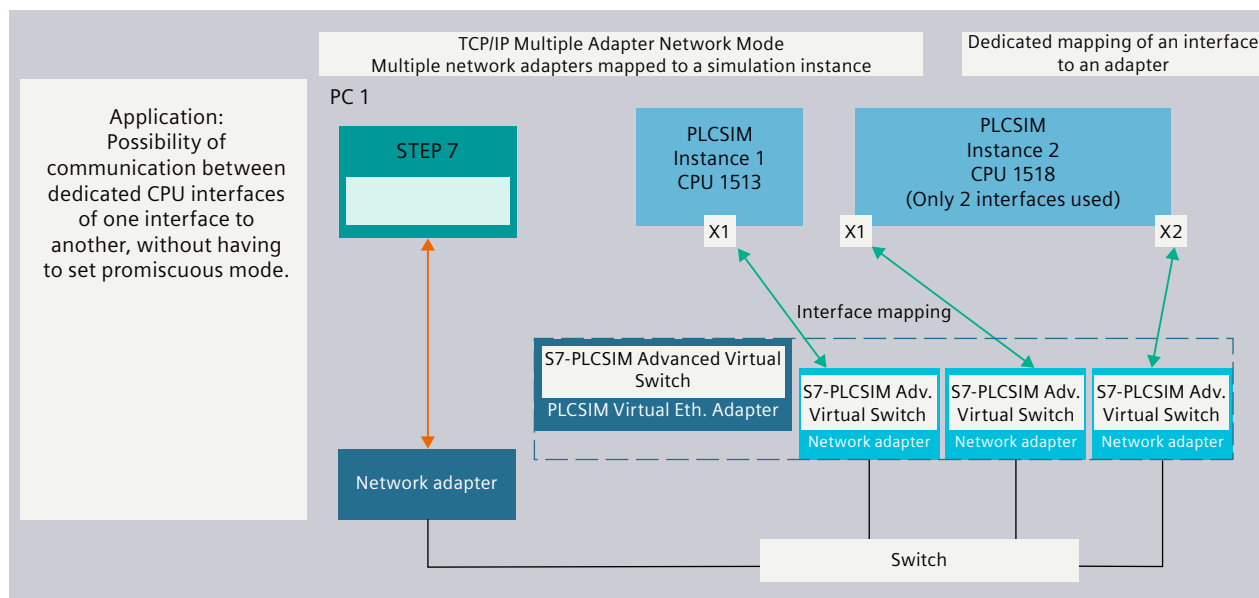 TCP/IP Multiple Adapter Network Mode
Multiple network adapters mapped to a simulation instance
Dedicated mapping of an interface
to an adapter
Application:
Possibility of
communication between
dedicated CPU interfaces
of one interface to
another, without having
to set promiscuous mode.
PC 1
STEP 7
PLCSIM
Instance 1
CPU 1513
PLCSIM
Instance 2
CPU 1518
(Only 2 interfaces used)
X1
X1
X2
Interface mapping
S7-PLCSIM Advanced Virtual
Switch
PLCSIM Virtual Eth. Adapter
S7-PLCSIM Adv.
Virtual Switch
Network adapter
S7-PLCSIM Adv.
Virtual Switch
Network adapter
S7-PLCSIM Adv.
Virtual Switch
Network adapter
Network adapter
Switch